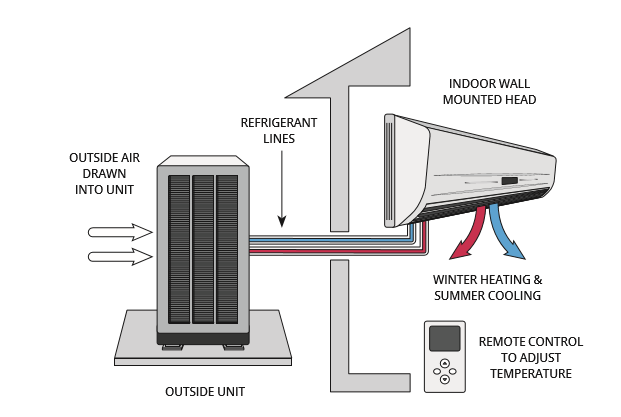 INDOOR WALL
MOUNTED HEAD
REFRIGERANT
LINES
OUTSIDE AIR
DRAWN
INTO UNIT
WINTER HEATING &
SUMMER COOLING
REMOTE CONTROL
TO ADJUST
TEMPERATURE
OUTSIDE UNIT